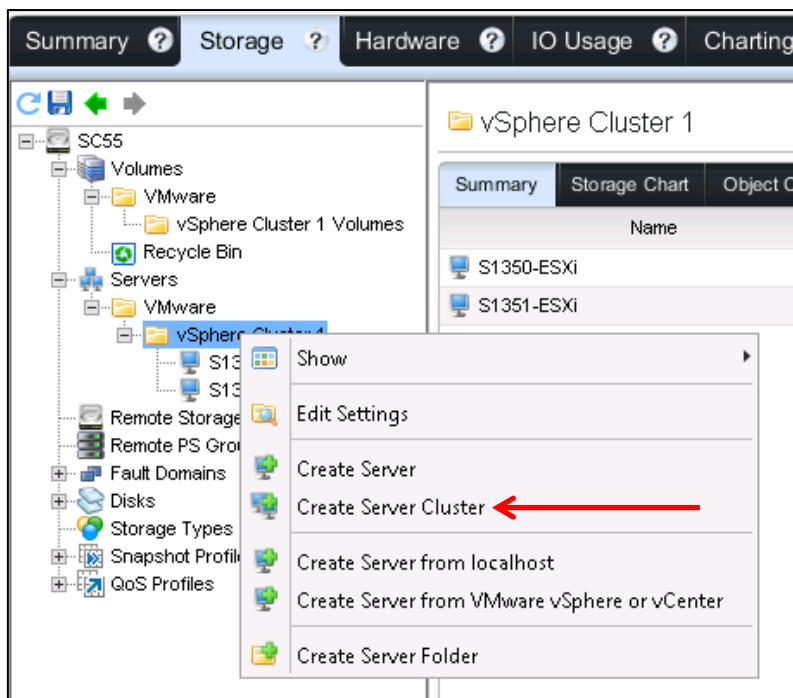 Summary ? Storage ? Hardware ? IO Usage ? Charting
SC55
Volumes
VMware
vSphere Cluster 1 Volumes
Recycle Bin
Servers
VMware
vSphere Cluster 1
S13
S13
Remote Storage
Remote PS Grou
Fault Domains
Disks
Storage Types
Snapshot Profil
QoS Profiles
vSphere Cluster 1
Summary Storage Chart Object C
Name
S1350-ESXi
S1351-ESXi
Show
Edit Settings
Create Server
Create Server Cluster
Create Server from localhost
Create Server from VMware vSphere or vCenter
Create Server Folder